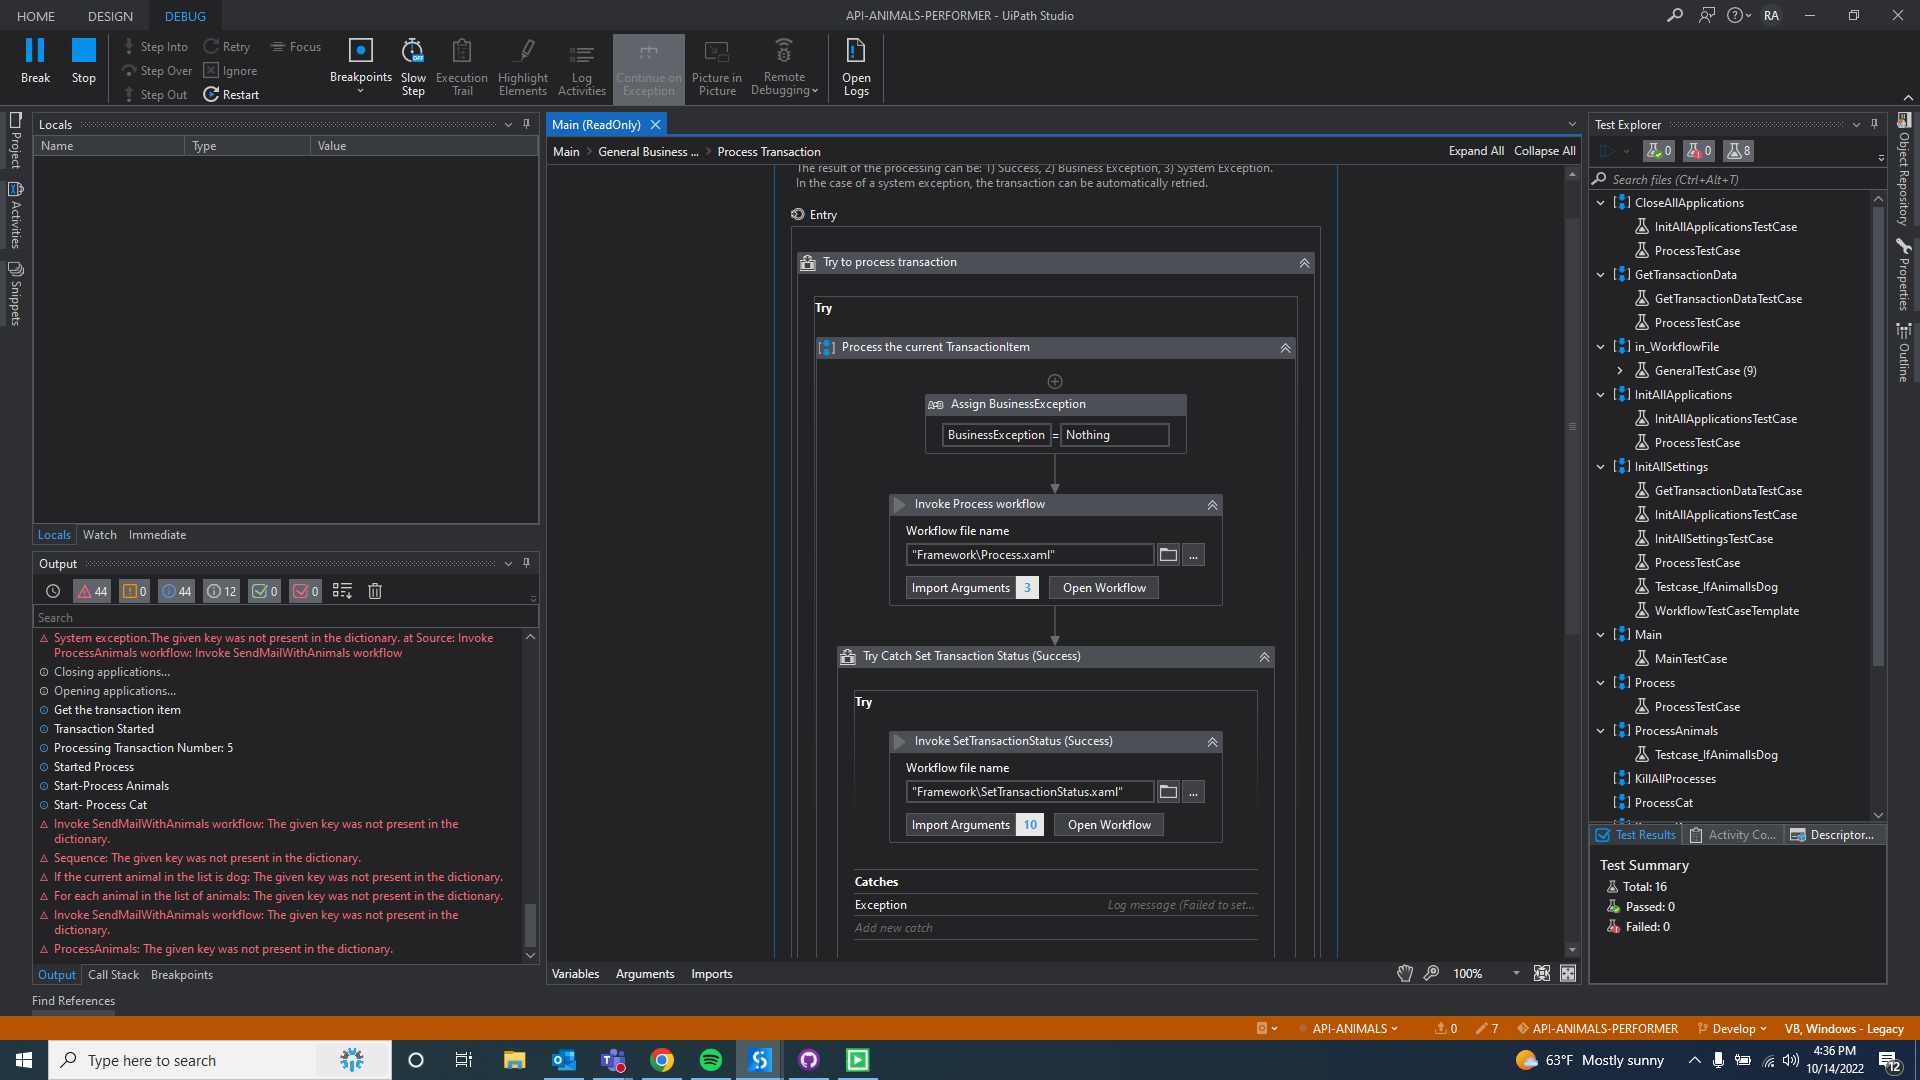 HOME
DESIGN
DEBUG
API-ANIMALS-PERFORMER - UiPath Studio
RA
Break
Stop
Step Into
Step Over
Step Out
Retry
Ignore
Restart
Focus
Breakpoints
Slow Step
Execution Trail
Highlight Elements
Log Activities
Continue on Exception
Picture in Picture
Remote Debugging
Open Logs
Project
Activities
Snippets
Locals
Name
Type
Value
Locals
Watch
Immediate
Output
44
0
44
12
0
0
Search
System exception.The given key was not present in the dictionary. at Source: Invoke
ProcessAnimals workflow: Invoke SendMailWithAnimals workflow
Closing applications...
Opening applications...
Get the transaction item
Transaction Started
Processing Transaction Number: 5
Started Process
Start-Process Animals
Start- Process Cat
Invoke SendMailWithAnimals workflow: The given key was not present in the
dictionary.
Sequence: The given key was not present in the dictionary.
If the current animal in the list is dog: The given key was not present in the dictionary.
For each animal in the list of animals: The given key was not present in the dictionary.
Invoke SendMailWithAnimals workflow: The given key was not present in the
dictionary.
ProcessAnimals: The given key was not present in the dictionary.
Output
Call Stack
Breakpoints
Find References
Main (ReadOnly)
Main > General Business ... > Process Transaction
Expand All
Collapse All
The result of the processing can be: 1) Success, 2) Business Exception, 3) System Exception.
In the case of a system exception, the transaction can be automatically retried.
Entry
Try to process transaction
Try
Process the current TransactionItem
A+B Assign BusinessException
BusinessException = Nothing
Invoke Process workflow
Workflow file name
"Framework\Process.xaml"
...
Import Arguments 3
Open Workflow
Try Catch Set Transaction Status (Success)
Try
Invoke SetTransactionStatus (Success)
Workflow file name
"Framework\SetTransactionStatus.xaml"
...
Import Arguments 10
Open Workflow
Catches
Exception
Log message (Failed to set...
Add new catch
Variables
Arguments
Imports
100%
Test Explorer
0
0
8
Search files (Ctrl+Alt+T)
CloseAllApplications
InitAllApplicationsTestCase
ProcessTestCase
GetTransactionData
GetTransactionDataTestCase
ProcessTestCase
in_WorkflowFile
GeneralTestCase (9)
InitAllApplications
InitAllApplicationsTestCase
ProcessTestCase
InitAllSettings
GetTransactionDataTestCase
InitAllApplicationsTestCase
InitAllSettingsTestCase
ProcessTestCase
Testcase_IfAnimalIsDog
WorkflowTestCaseTemplate
Main
MainTestCase
Process
ProcessTestCase
ProcessAnimals
Testcase_IfAnimalIsDog
KillAllProcesses
ProcessCat
Test Results
Activity Co...
Descriptor...
Test Summary
Total: 16
Passed: 0
Failed: 0
Object Repository
Properties
Outline
API-ANIMALS
0
7
API-ANIMALS-PERFORMER
Develop
VB, Windows - Legacy
Type here to search
63°F Mostly sunny
4:36 PM
10/14/2022
12